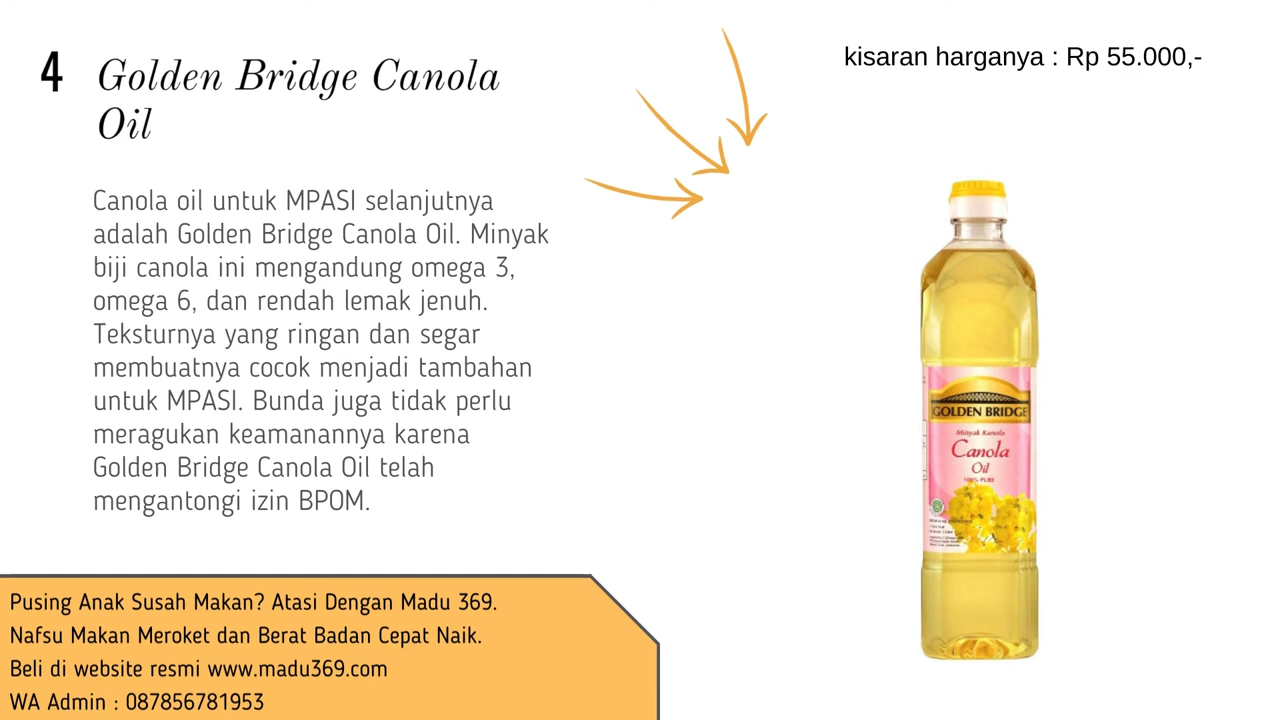 4
Golden Bridge Canola
Oil
kisaran harganya : Rp 55.000,-
Canola oil untuk MPASI selanjutnya
adalah Golden Bridge Canola Oil. Minyak
biji canola ini mengandung omega 3,
omega 6, dan rendah lemak jenuh.
Teksturnya yang ringan dan segar
membuatnya cocok menjadi tambahan
untuk MPASI. Bunda juga tidak perlu
meragukan keamanannya karena
Golden Bridge Canola Oil telah
mengantongi izin BPOM.
GOLDEN BRIDGE
Minyak Kanola
Canola
Oil
100% PURE
Pusing Anak Susah Makan? Atasi Dengan Madu 369.
Nafsu Makan Meroket dan Berat Badan Cepat Naik.
Beli di website resmi www.madu369.com
WA Admin : 087856781953